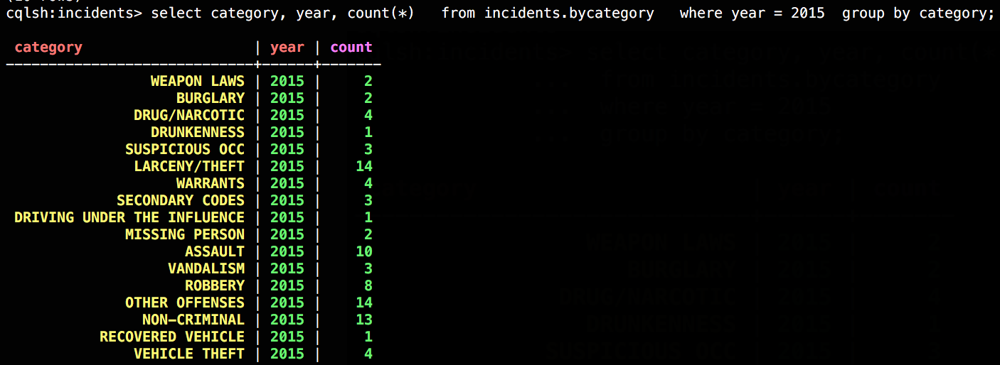 cqlsh:incidents> select category, year, count(*)   from incidents.bycategory   where year = 2015  group by category;
category | year | count
-----------------------------+------+-------
WEAPON LAWS | 2015 | 2
BURGLARY | 2015 | 2
DRUG/NARCOTIC | 2015 | 4
DRUNKENNESS | 2015 | 1
SUSPICIOUS OCC | 2015 | 3
LARCENY/THEFT | 2015 | 14
WARRANTS | 2015 | 4
SECONDARY CODES | 2015 | 3
DRIVING UNDER THE INFLUENCE | 2015 | 1
MISSING PERSON | 2015 | 2
ASSAULT | 2015 | 10
VANDALISM | 2015 | 3
ROBBERY | 2015 | 8
OTHER OFFENSES | 2015 | 14
NON-CRIMINAL | 2015 | 13
RECOVERED VEHICLE | 2015 | 1
VEHICLE THEFT | 2015 | 4